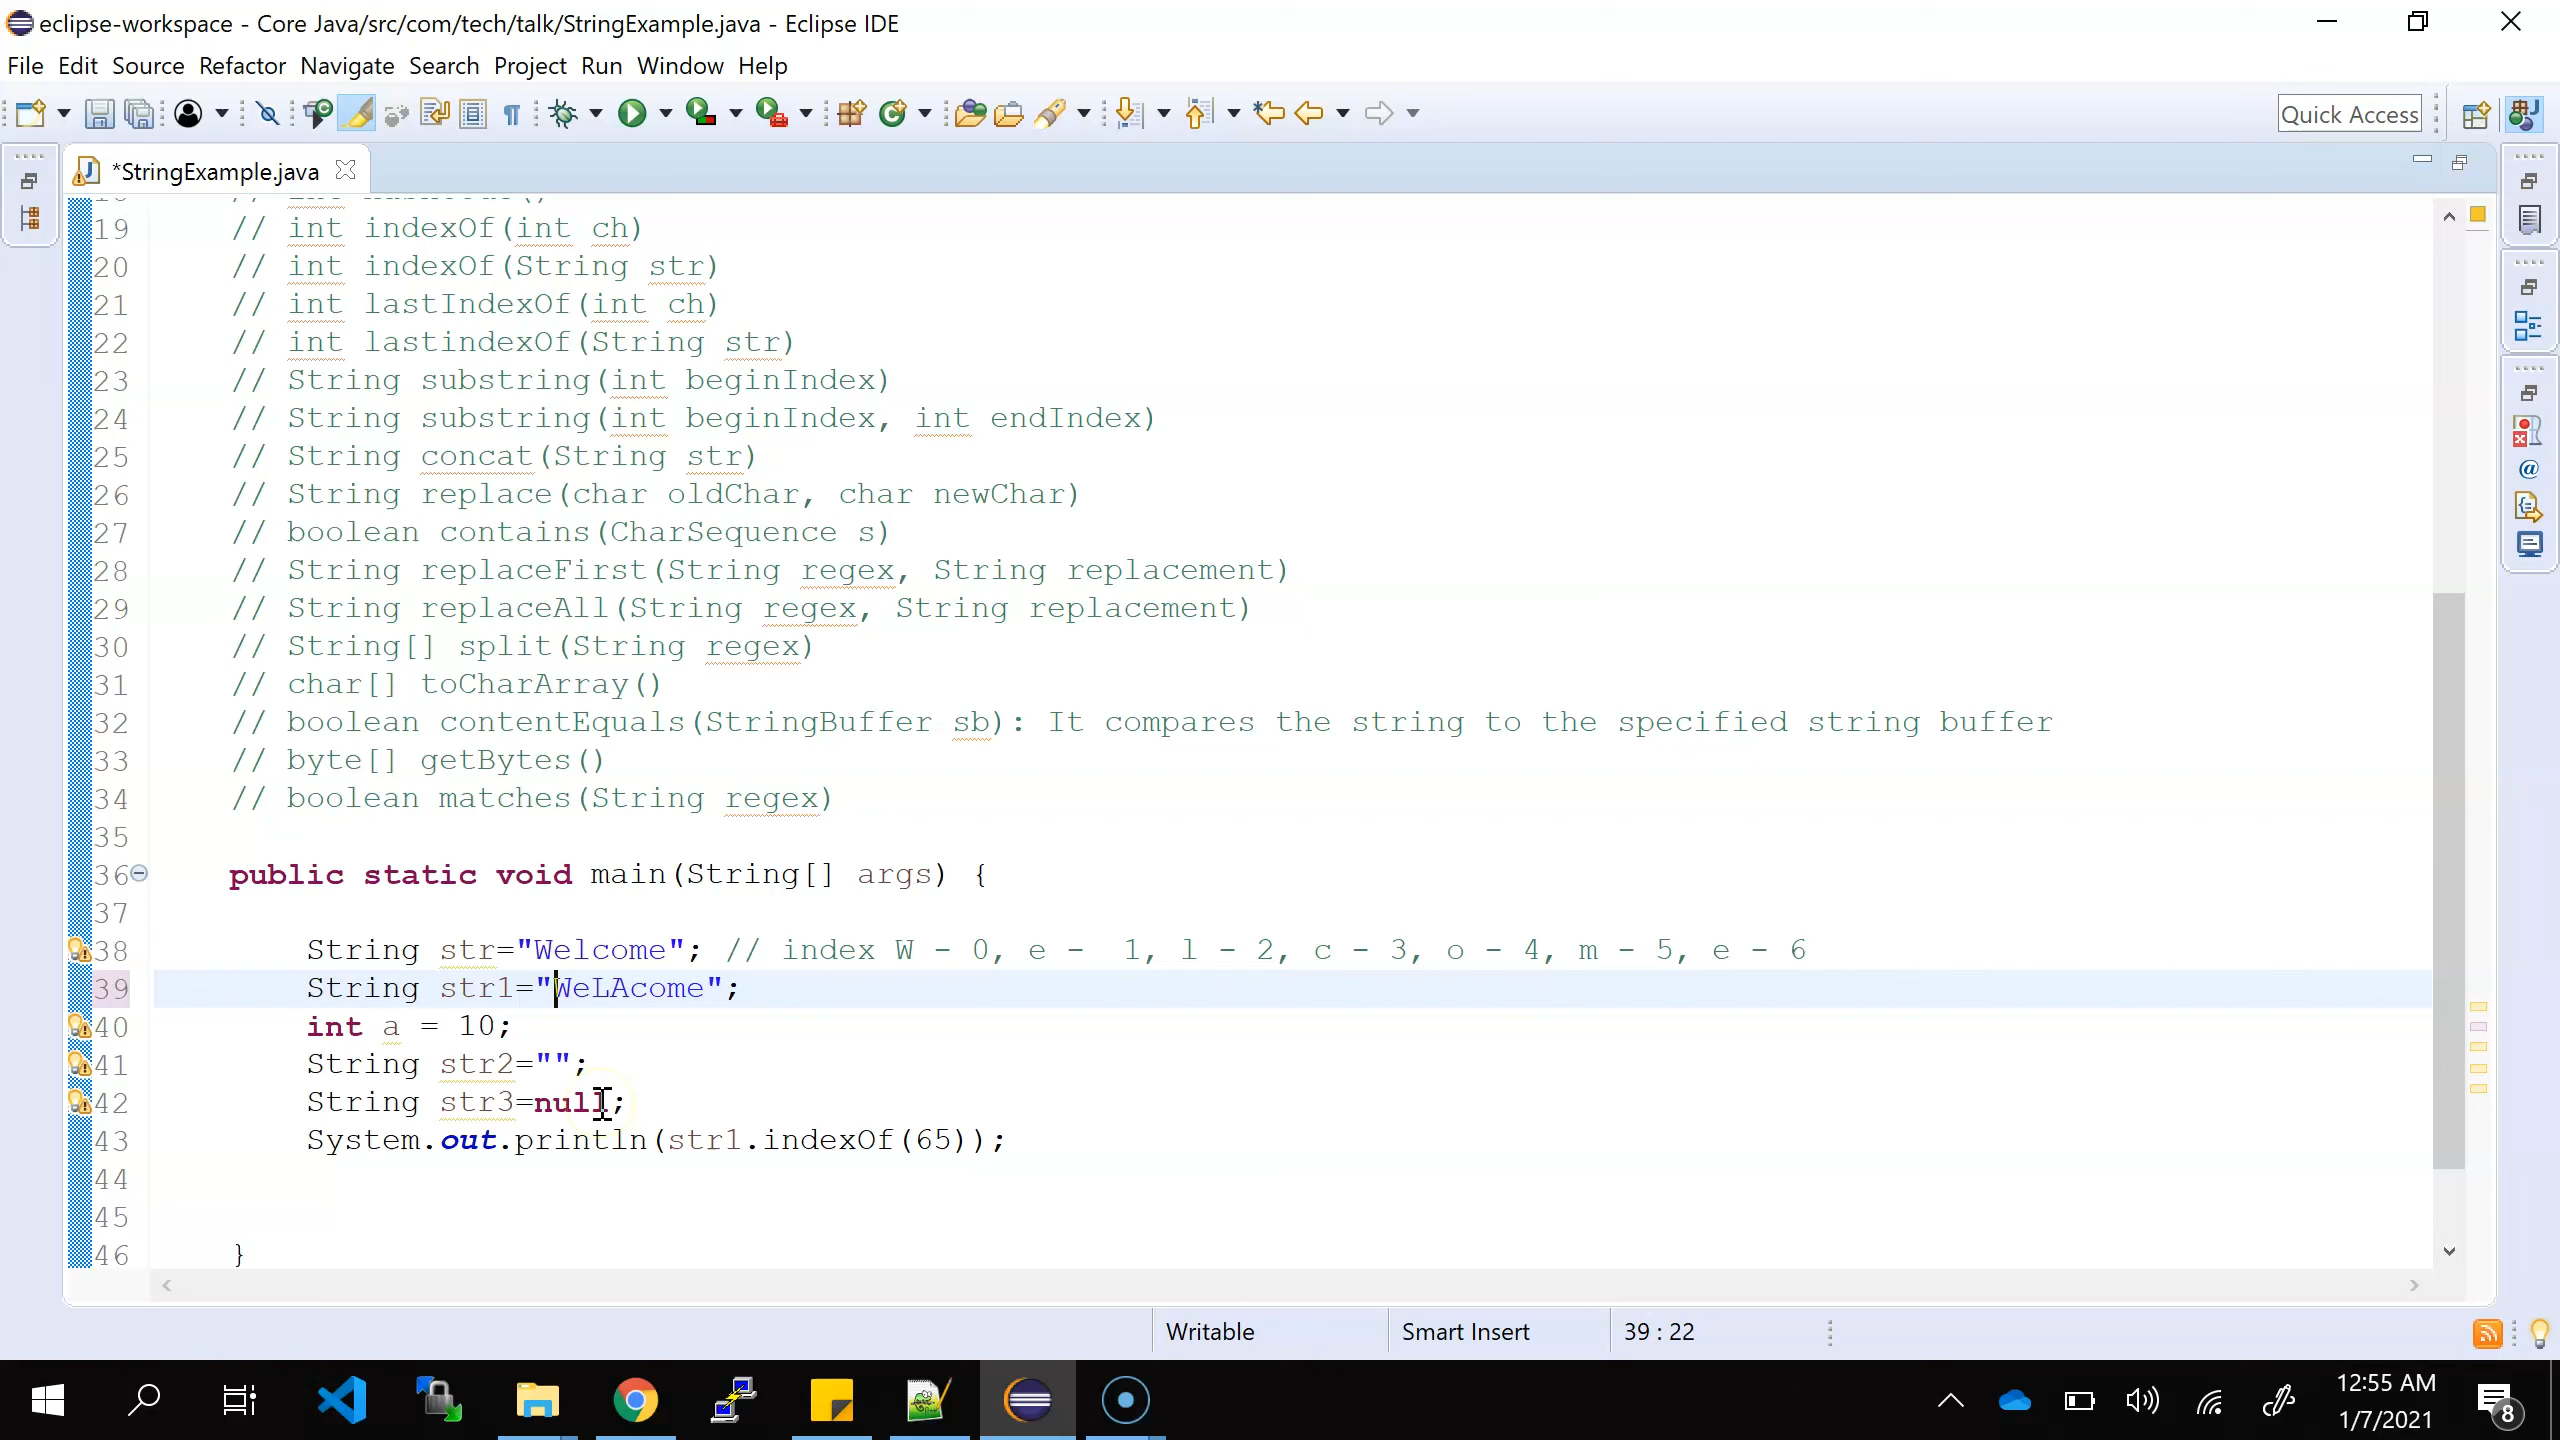 eclipse-workspace - Core Java/src/com/tech/talk/StringExample.java - Eclipse IDE
File Edit Source Refactor Navigate Search Project Run Window Help
Quick Access
*StringExample.java
19 // int indexOf(int ch)
20 // int indexOf(String str)
21 // int lastIndexOf(int ch)
22 // int lastindexOf(String str)
23 // String substring(int beginIndex)
24 // String substring(int beginIndex, int endIndex)
25 // String concat(String str)
26 // String replace(char oldChar, char newChar)
27 // boolean contains(CharSequence s)
28 // String replaceFirst(String regex, String replacement)
29 // String replaceAll(String regex, String replacement)
30 // String[] split(String regex)
31 // char[] toCharArray()
32 // boolean contentEquals(StringBuffer sb): It compares the string to the specified string buffer
33 // byte[] getBytes()
34 // boolean matches(String regex)
35
36 public static void main(String[] args) {
37
38 String str="Welcome"; // index W - 0, e -  1, l - 2, c - 3, o - 4, m - 5, e - 6
39 String str1="WeLAcome";
40 int a = 10;
41 String str2="";
42 String str3=null;
43 System.out.println(str1.indexOf(65));
44
45
46 }
Writable Smart Insert 39 : 22
12:55 AM
1/7/2021
8